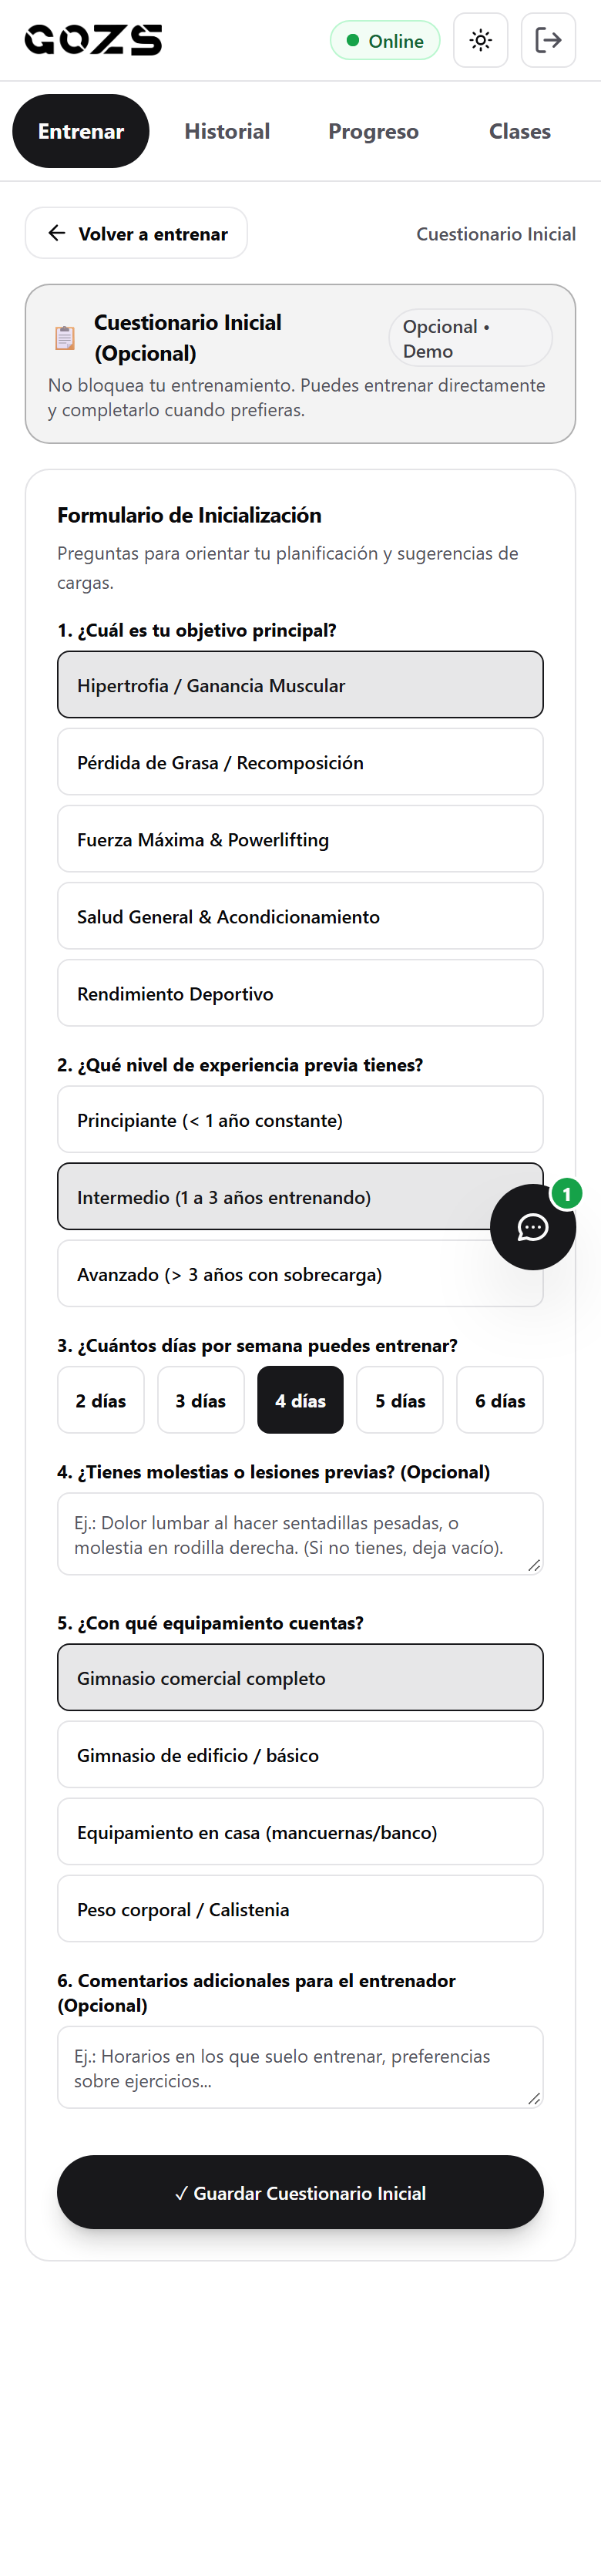 GOZS
Online
Entrenar
Historial
Progreso
Clases
Volver a entrenar
Cuestionario Inicial
Cuestionario Inicial
(Opcional)
Opcional •
Demo
No bloquea tu entrenamiento. Puedes entrenar directamente
y completarlo cuando prefieras.
Formulario de Inicialización
Preguntas para orientar tu planificación y sugerencias de
cargas.
1. ¿Cuál es tu objetivo principal?
Hipertrofia / Ganancia Muscular
Pérdida de Grasa / Recomposición
Fuerza Máxima & Powerlifting
Salud General & Acondicionamiento
Rendimiento Deportivo
2. ¿Qué nivel de experiencia previa tienes?
Principiante (< 1 año constante)
Intermedio (1 a 3 años entrenando)
1
Avanzado (> 3 años con sobrecarga)
3. ¿Cuántos días por semana puedes entrenar?
2 días
3 días
4 días
5 días
6 días
4. ¿Tienes molestias o lesiones previas? (Opcional)
Ej.: Dolor lumbar al hacer sentadillas pesadas, o
molestia en rodilla derecha. (Si no tienes, deja vacío).
5. ¿Con qué equipamiento cuentas?
Gimnasio comercial completo
Gimnasio de edificio / básico
Equipamiento en casa (mancuernas/banco)
Peso corporal / Calistenia
6. Comentarios adicionales para el entrenador
(Opcional)
Ej.: Horarios en los que suelo entrenar, preferencias
sobre ejercicios...
✓ Guardar Cuestionario Inicial